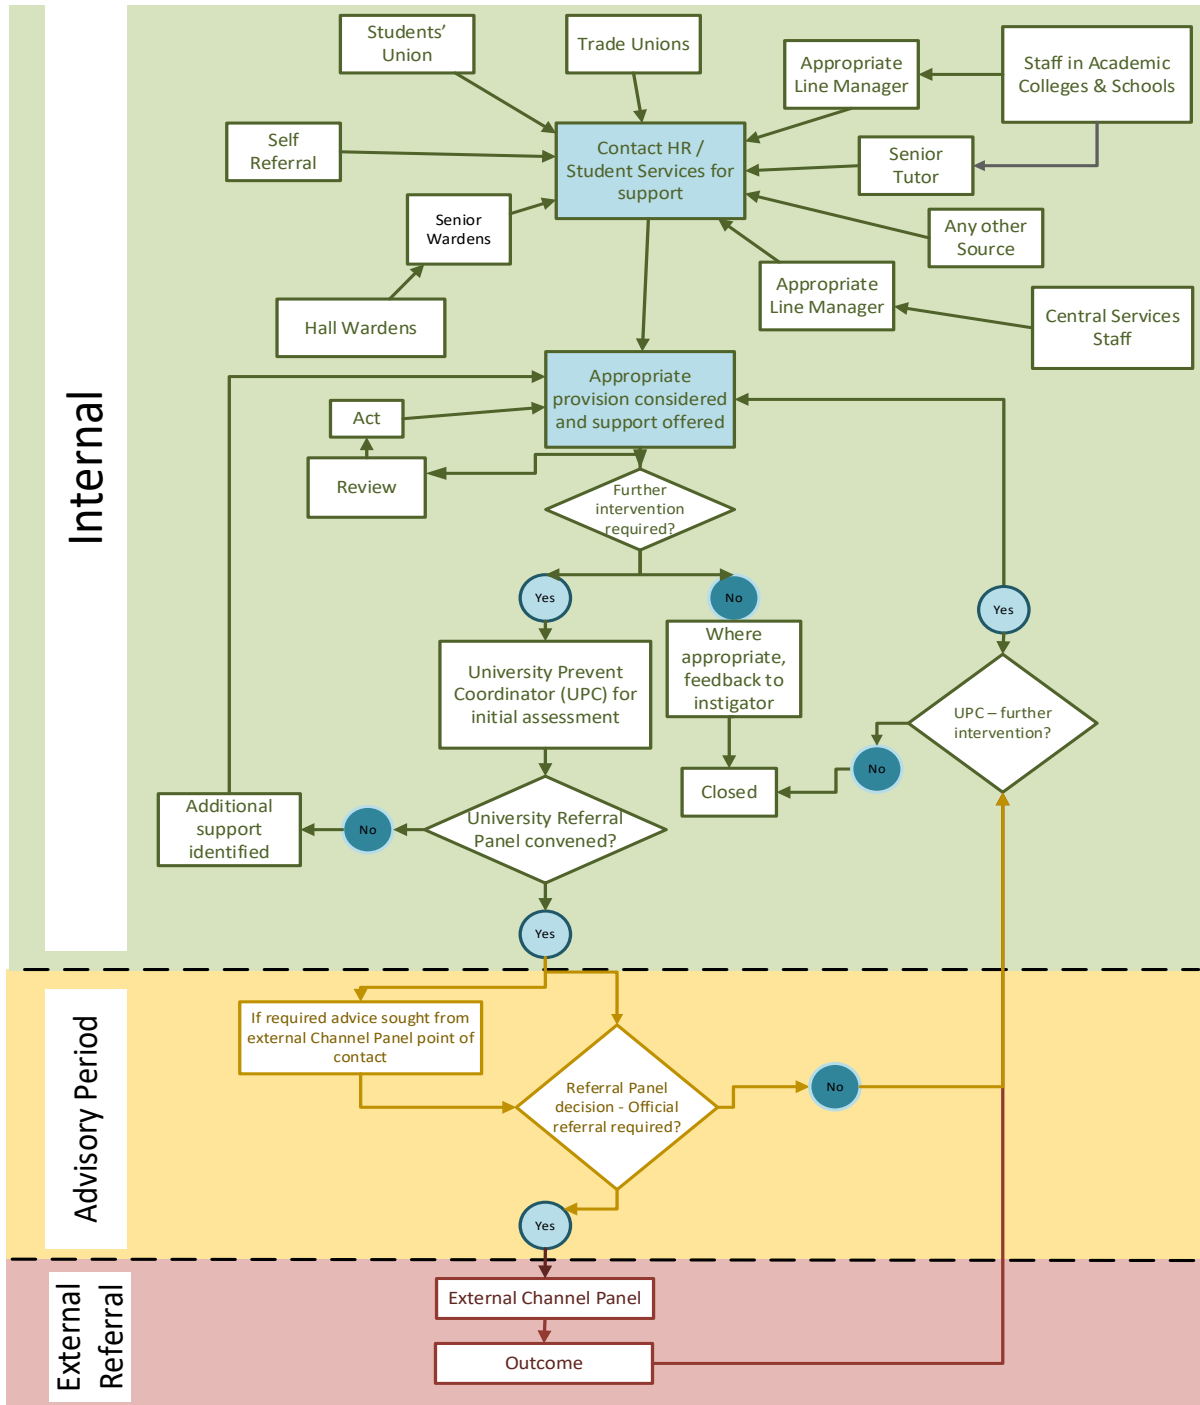 Internal
Students’
Union
Trade Unions
Appropriate
Line Manager
Staff in Academic
Colleges & Schools
Self
Referral
Contact HR /
Student Services for
support
Senior
Tutor
Senior
Wardens
Any other
Source
Hall Wardens
Appropriate
Line Manager
Central Services
Staff
Appropriate
provision considered
and support offered
Act
Review
Further
intervention
required?
Yes
No
Yes
University Prevent
Coordinator (UPC) for
initial assessment
Where
appropriate,
feedback to
instigator
UPC – further
intervention?
No
Closed
Additional
support
identified
No
University Referral
Panel convened?
Yes
Advisory Period
If required advice sought from
external Channel Panel point of
contact
Referral Panel
decision - Official
referral required?
No
Yes
External
Referral
External Channel Panel
Outcome